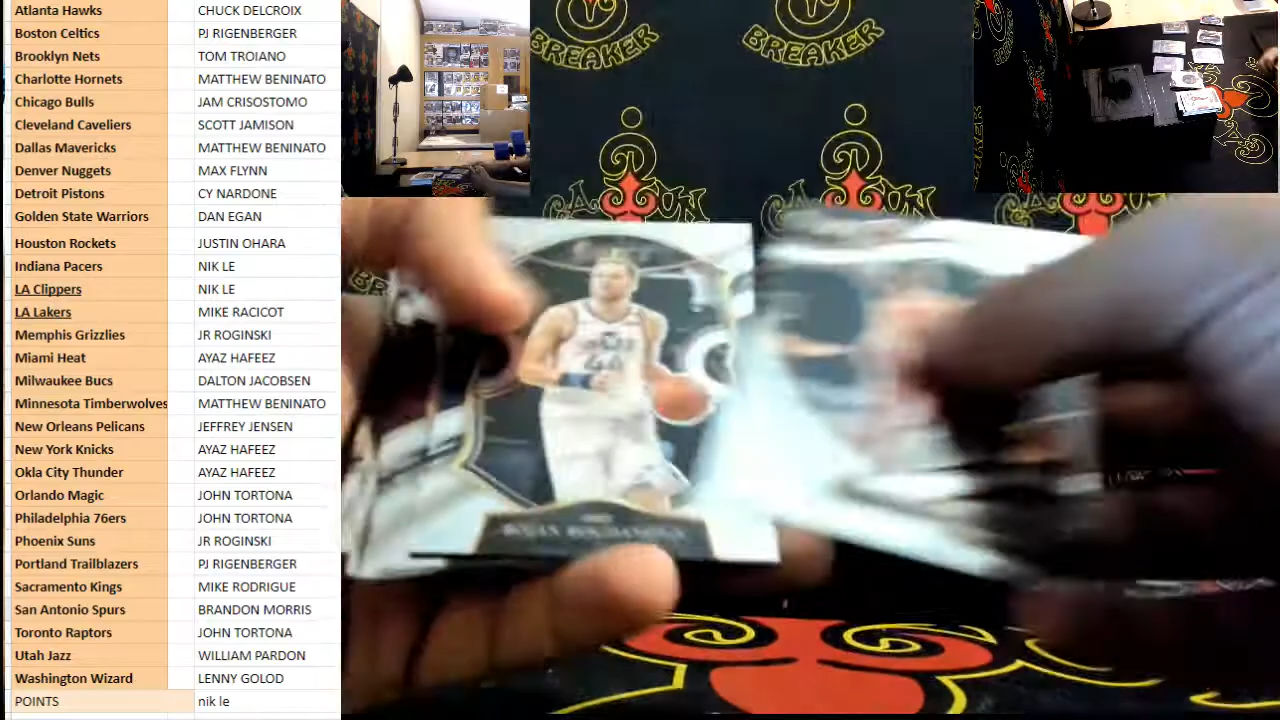 Atlanta Hawks CHUCK DELCROIX
Boston Celtics PJ RIGENBERGER
Brooklyn Nets TOM TROIANO
Charlotte Hornets MATTHEW BENINATO
Chicago Bulls JAM CRISOSTOMO
Cleveland Caveliers SCOTT JAMISON
Dallas Mavericks MATTHEW BENINATO
Denver Nuggets MAX FLYNN
Detroit Pistons CY NARDONE
Golden State Warriors DAN EGAN
Houston Rockets JUSTIN OHARA
Indiana Pacers NIK LE
LA Clippers NIK LE
LA Lakers MIKE RACICOT
Memphis Grizzlies JR ROGINSKI
Miami Heat AYAZ HAFEEZ
Milwaukee Bucs DALTON JACOBSEN
Minnesota Timberwolves MATTHEW BENINATO
New Orleans Pelicans JEFFREY JENSEN
New York Knicks AYAZ HAFEEZ
Okla City Thunder AYAZ HAFEEZ
Orlando Magic JOHN TORTONA
Philadelphia 76ers JOHN TORTONA
Phoenix Suns JR ROGINSKI
Portland Trailblazers PJ RIGENBERGER
Sacramento Kings MIKE RODRIGUE
San Antonio Spurs BRANDON MORRIS
Toronto Raptors JOHN TORTONA
Utah Jazz WILLIAM PARDON
Washington Wizard LENNY GOLOD
POINTS nik le
BREAKER
BREAKER
44